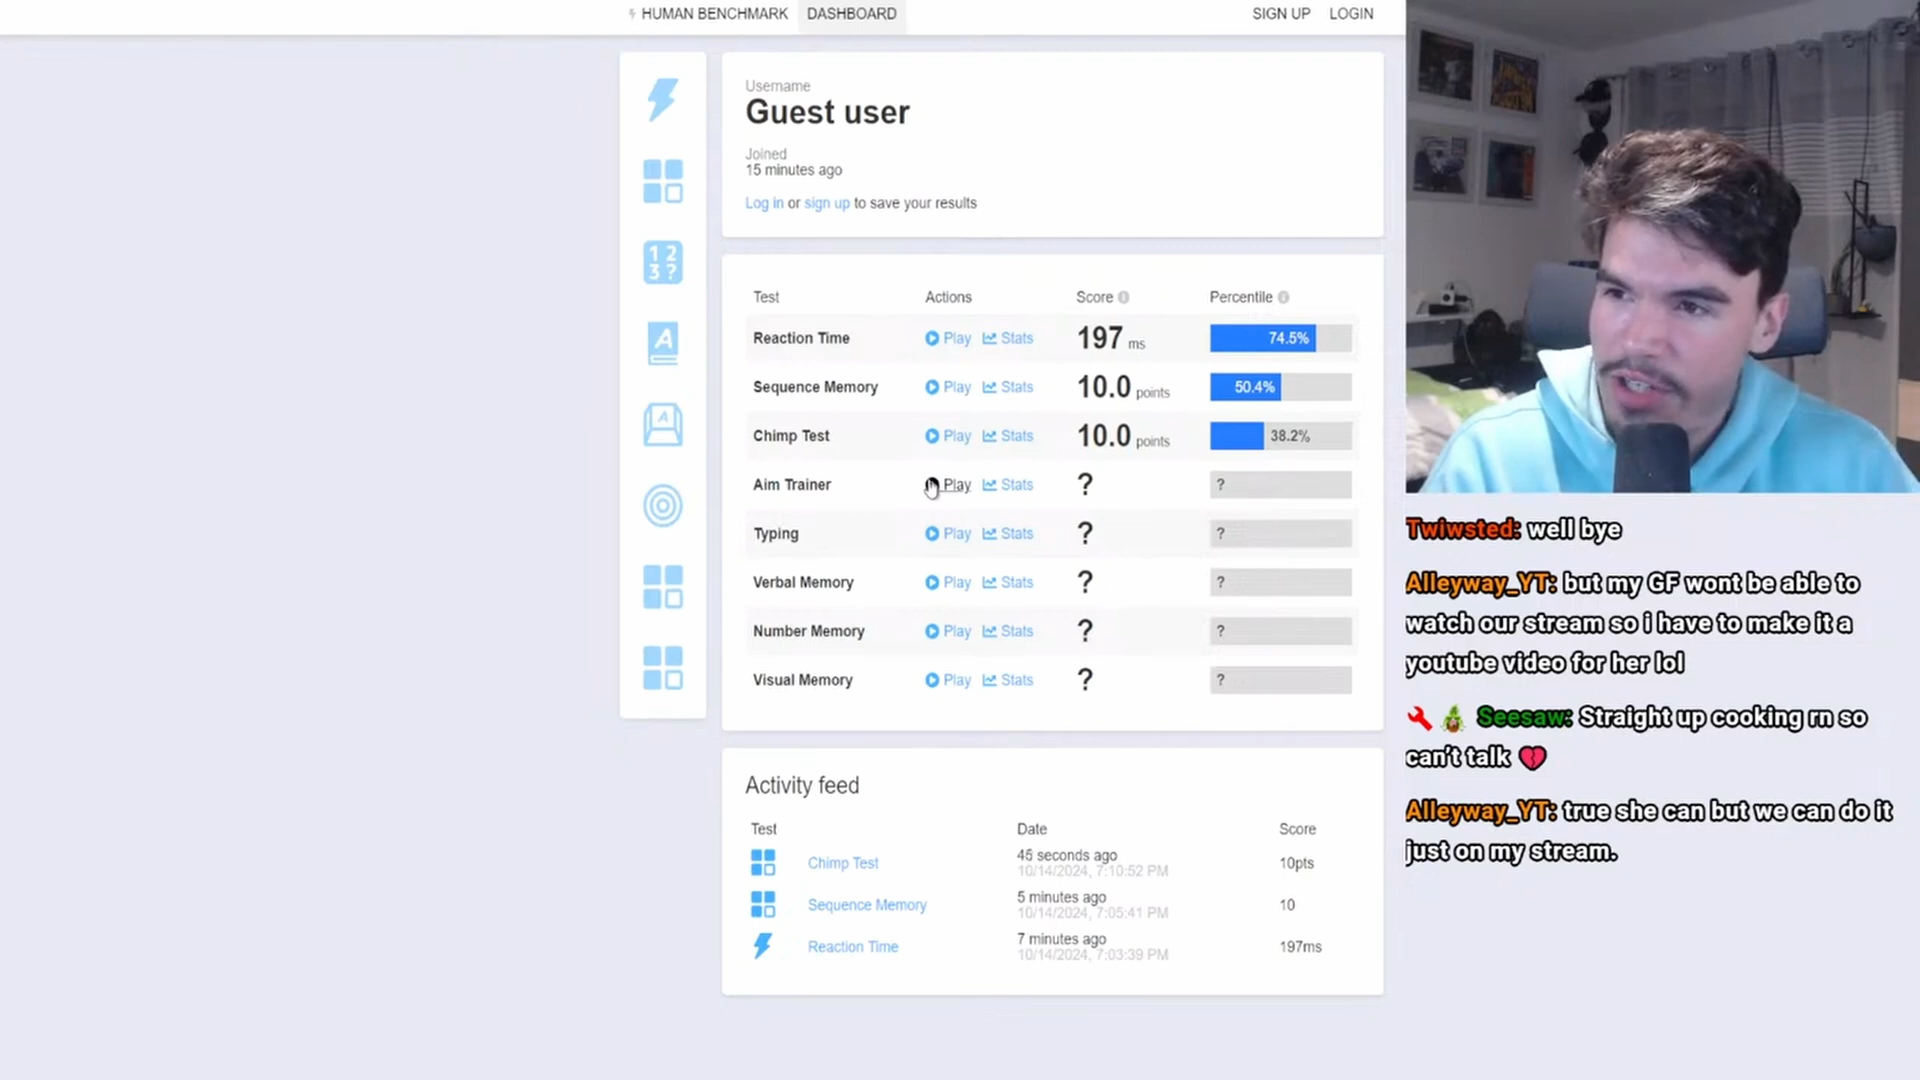 HUMAN BENCHMARK DASHBOARD SIGN UP LOGIN
Username
Guest user
Joined
15 minutes ago
Log in or sign up to save your results
Test Actions Score Percentile
Reaction Time Play Stats 197 ms 74.5%
Sequence Memory Play Stats 10.0 points 50.4%
Chimp Test Play Stats 10.0 points 38.2%
Aim Trainer Play Stats ? ?
Typing Play Stats ? ?
Verbal Memory Play Stats ? ?
Number Memory Play Stats ? ?
Visual Memory Play Stats ? ?
Activity feed
Test Date Score
Chimp Test 10pts
seconds ago
10/14/2024, 7:10:52 PM
Sequence Memory 10
5 minutes ago
10/14/2024, 7:05:41 PM
Reaction Time 197ms
7 minutes ago
10/14/2024, 7:03:39 PM
1 2
3 ?
A
A
Twiwsted: well bye
Alleyway_YT: but my GF wont be able to
watch our stream so i have to make it a
youtube video for her lol
Seesaw: Straight up cooking rn so
can't talk 💔
Alleyway_YT: true she can but we can do it
just on my stream.